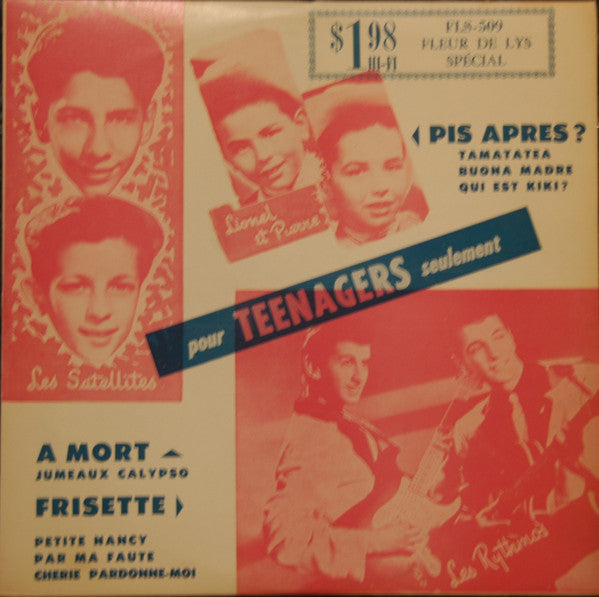 $1.98
HI-FI
FLS-509
FLEUR DE LYS
SPÉCIAL
PIS APRES?
TAMATATEA
BUONA MADRE
QUI EST KIKI?
Lionel
et Pierre
pour TEENAGERS seulement
Les Satellites
A MORT
JUMEAUX CALYPSO
FRISETTE
PETITE NANCY
PAR MA FAUTE
CHERIE PARDONNE-MOI
Les Rythmos